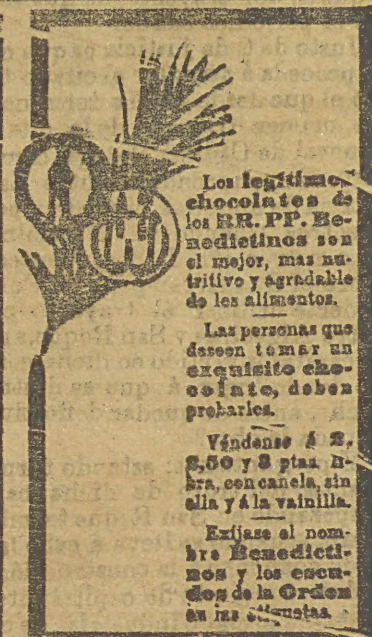 Los legítimos
chocolates de
los RR. PP. Be-
nedictinos son
el mejor, mas nu-
tritivo y agradable
de los alimentos.
Las personas que
deseen tomar un
exquisito cho-
colate, deben
probarlos.
Véndense á 2,
2,50 y 3 ptas li-
bra, con canela, sin
ella y á la vainilla.
Exíjase el nom-
bre Benedicti-
nos y los escu-
dos de la Orden
en las etiquetas.